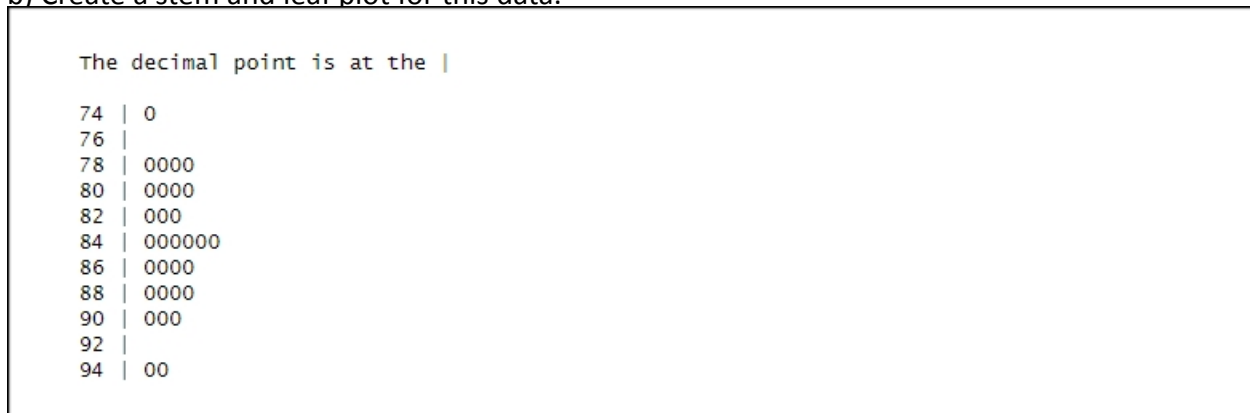 b) Create a stem and leaf plot for this data.
The decimal point is at the |
74 | 0
76 |
78 | 0000
80 | 0000
82 | 000
84 | 000000
86 | 0000
88 | 0000
90 | 000
92 |
94 | 00